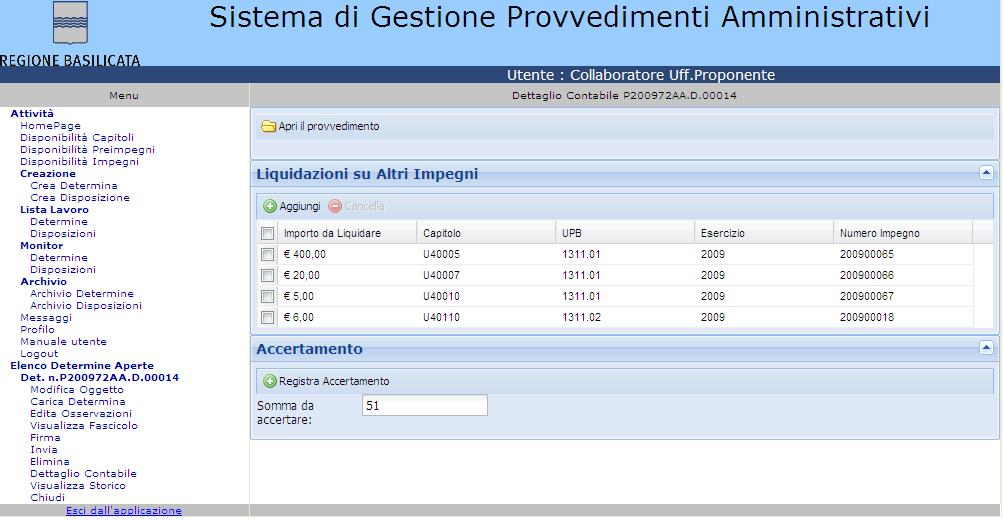 Sistema di Gestione Provvedimenti Amministrativi
REGIONE BASILICATA
Utente : Collaboratore Uff.Proponente
Menu
Dettaglio Contabile P200972AA.D.00014
Attività
HomePage
Disponibilità Capitoli
Disponibilità Preimpegni
Disponibilità Impegni
Creazione
Crea Determina
Crea Disposizione
Lista Lavoro
Determine
Disposizioni
Monitor
Determine
Disposizioni
Archivio
Archivio Determine
Archivio Disposizioni
Messaggi
Profilo
Manuale utente
Logout
Elenco Determine Aperte
Det. n.P200972AA.D.00014
Modifica Oggetto
Carica Determina
Edita Osservazioni
Visualizza Fascicolo
Firma
Invia
Elimina
Dettaglio Contabile
Visualizza Storico
Chiudi
Esci dall'applicazione
Apri il provvedimento
Liquidazioni su Altri Impegni
Aggiungi Cancella
Importo da Liquidare Capitolo UPB Esercizio Numero Impegno
€ 400,00 U40005 1311.01 2009 200900065
€ 20,00 U40007 1311.01 2009 200900066
€ 5,00 U40010 1311.01 2009 200900067
€ 6,00 U40110 1311.02 2009 200900018
Accertamento
Registra Accertamento
Somma da accertare: 51